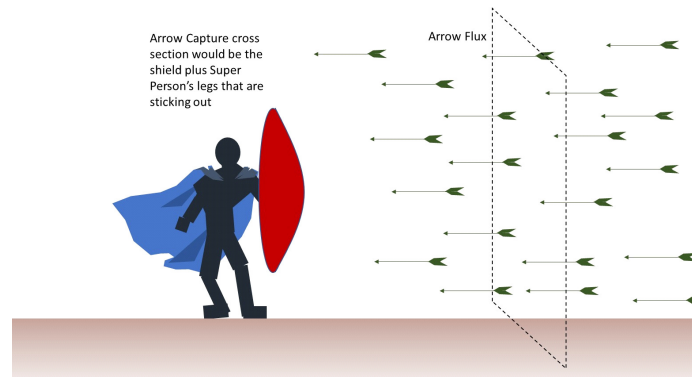 Arrow Capture cross
section would be the
shield plus Super
Person's legs that are
sticking out
Arrow Flux